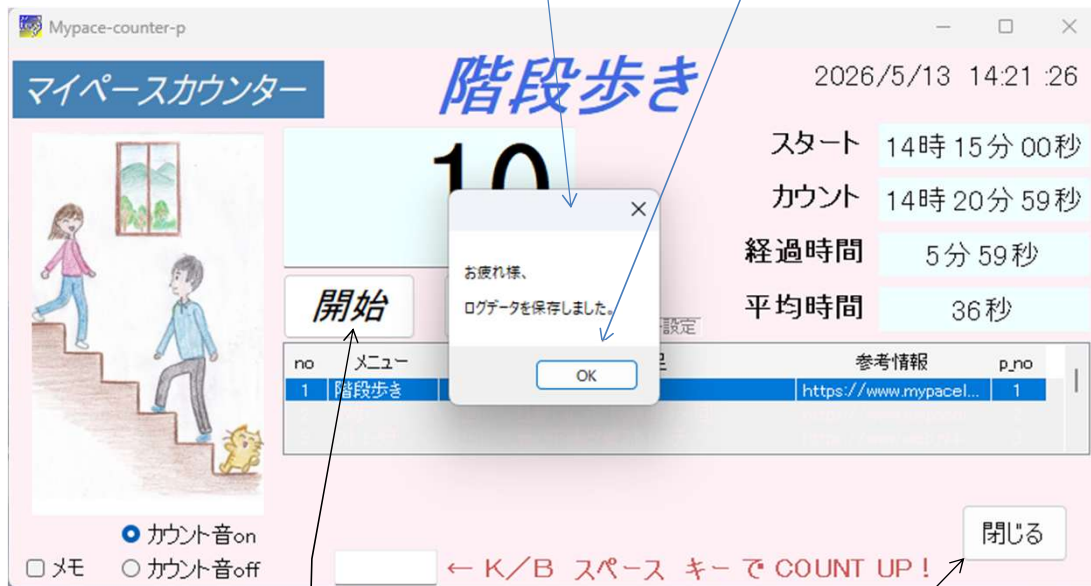 Mypace-counter-p
マイペースカウンター
階段歩き
2026/5/13 14:21 :26
10
スタート 14時 15分 00秒
カウント 14時 20分 59秒
経過時間 5分 59秒
平均時間 36秒
お疲れ様、
ログデータを保存しました。
OK
開始
設定
no メニュー 参考情報 p_no
1 階段歩き https://www.mypacel... 1
カウント音on
メモ カウント音off
← K/B スペース キーで COUNT UP !
閉じる